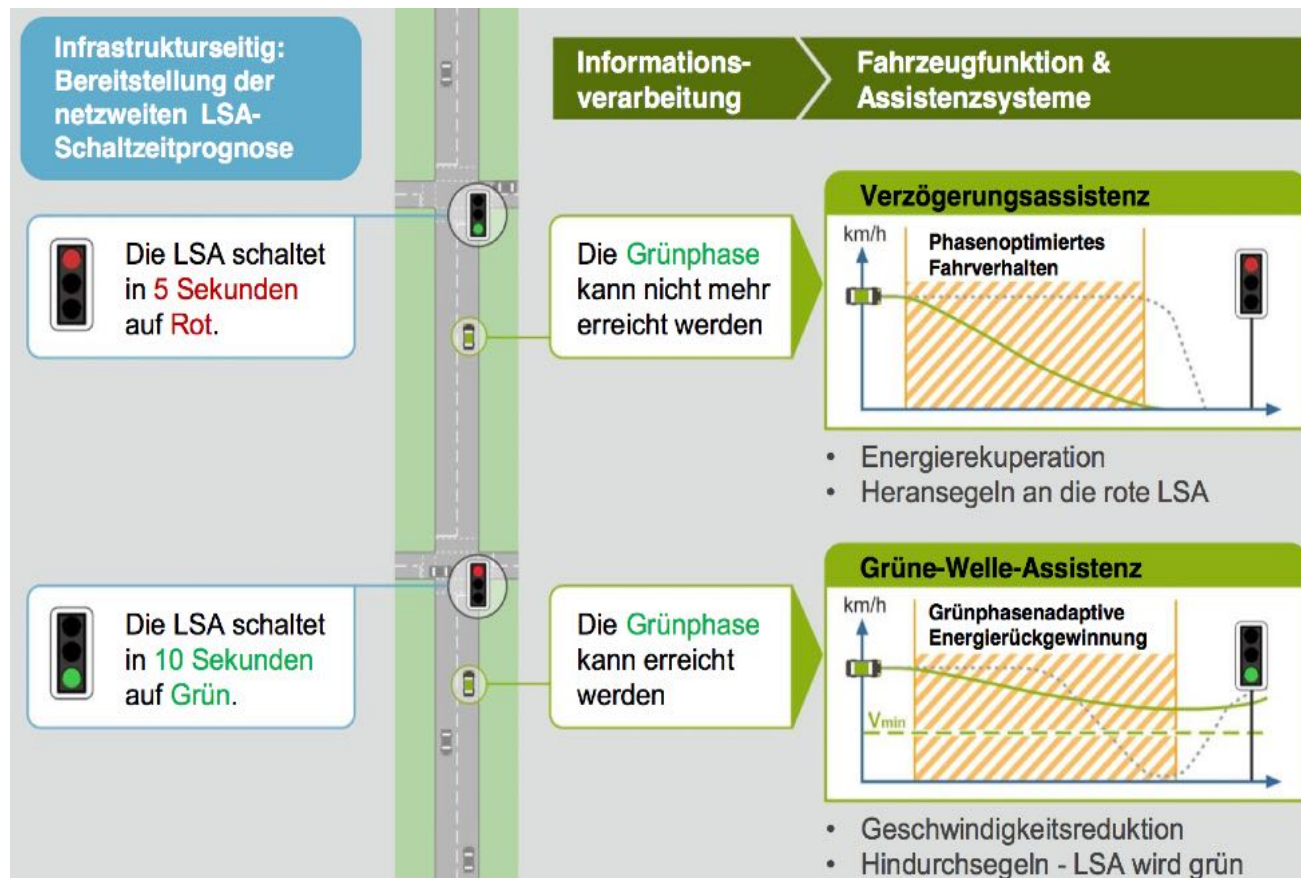 Infrastrukturseitig:
Bereitstellung der
netzweiten LSA-
Schaltzeitprognose
Informations-
verarbeitung
Fahrzeugfunktion &
Assistenzsysteme
Die LSA schaltet
in 5 Sekunden
auf Rot.
Die Grünphase
kann nicht mehr
erreicht werden
Verzögerungsassistenz
km/h
Phasenoptimiertes
Fahrverhalten
• Energierekuperation
• Heransegeln an die rote LSA
Die LSA schaltet
in 10 Sekunden
auf Grün.
Die Grünphase
kann erreicht
werden
Grüne-Welle-Assistenz
km/h
Grünphasenadaptive
Energierückgewinnung
Vmin
• Geschwindigkeitsreduktion
• Hindurchsegeln - LSA wird grün